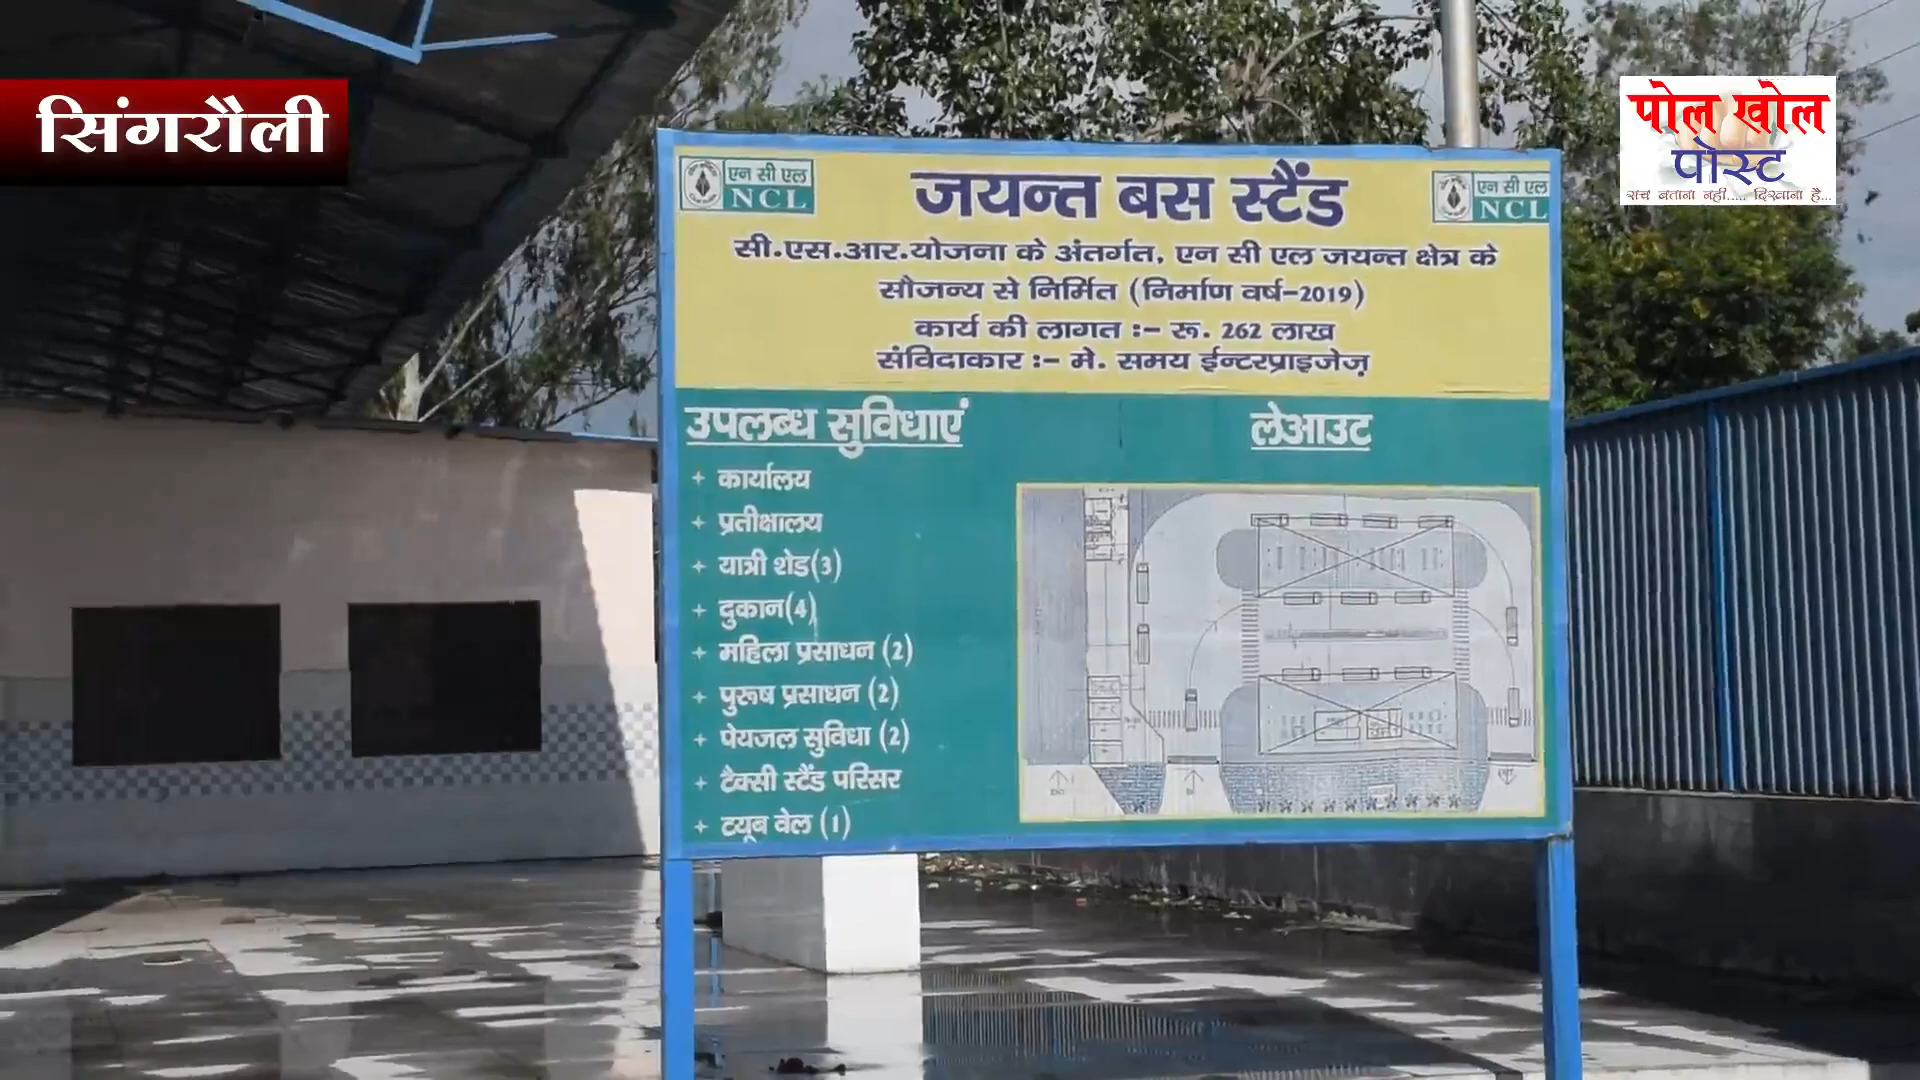 सिंगरौली
पोल खोल
पोस्ट
सच बताना नहीं..... दिखाना है...
एन सी एल
NCL
जयन्त बस स्टैंड
एन सी एल
NCL
सी.एस.आर.योजना के अंतर्गत, एन सी एल जयन्त क्षेत्र के
सौजन्य से निर्मित (निर्माण वर्ष-2019)
कार्य की लागत :- रू. 262 लाख
संविदाकार :- मे. समय ईन्टरप्राइजेज़
उपलब्ध सुविधाएं
+ कार्यालय
+ प्रतीक्षालय
+ यात्री शेड(3)
+ दुकान(4)
+ महिला प्रसाधन (2)
+ पुरूष प्रसाधन (2)
+ पेयजल सुविधा (2)
+ टैक्सी स्टैंड परिसर
+ टयूब वेल (1)
लेआउट